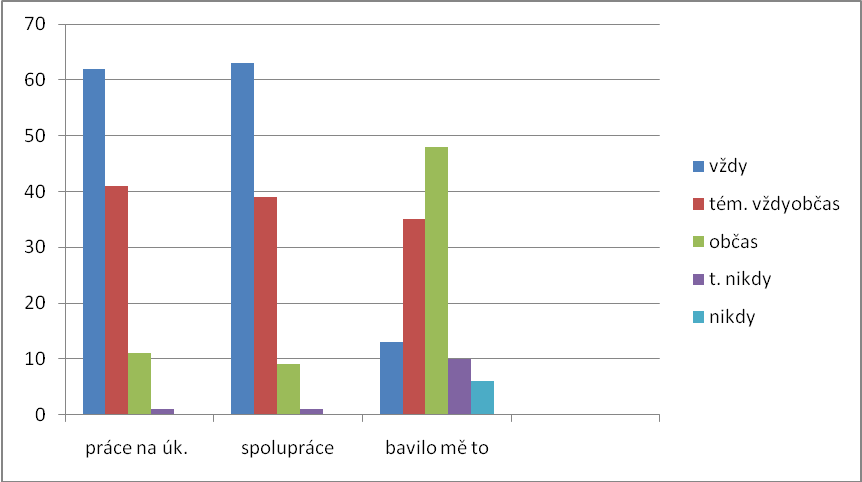 70
60
50
40
30
20
10
0
práce na úk.
spolupráce
bavilo mě to
vždy
tém. vždyobčas
občas
t. nikdy
nikdy